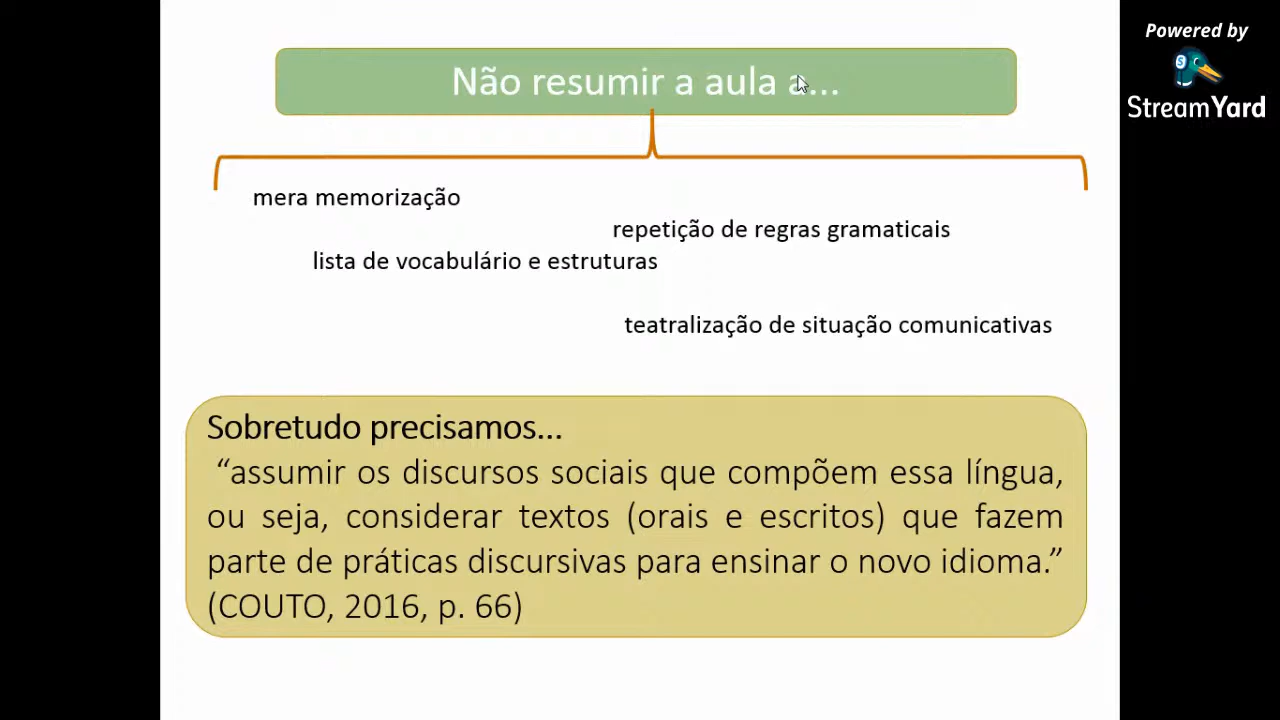 Não resumir a aula a...
mera memorização
repetição de regras gramaticais
lista de vocabulário e estruturas
teatralização de situação comunicativas
Sobretudo precisamos...
“assumir os discursos sociais que compõem essa língua,
ou seja, considerar textos (orais e escritos) que fazem
parte de práticas discursivas para ensinar o novo idioma.”
(COUTO, 2016, p. 66)
Powered by
S
StreamYard